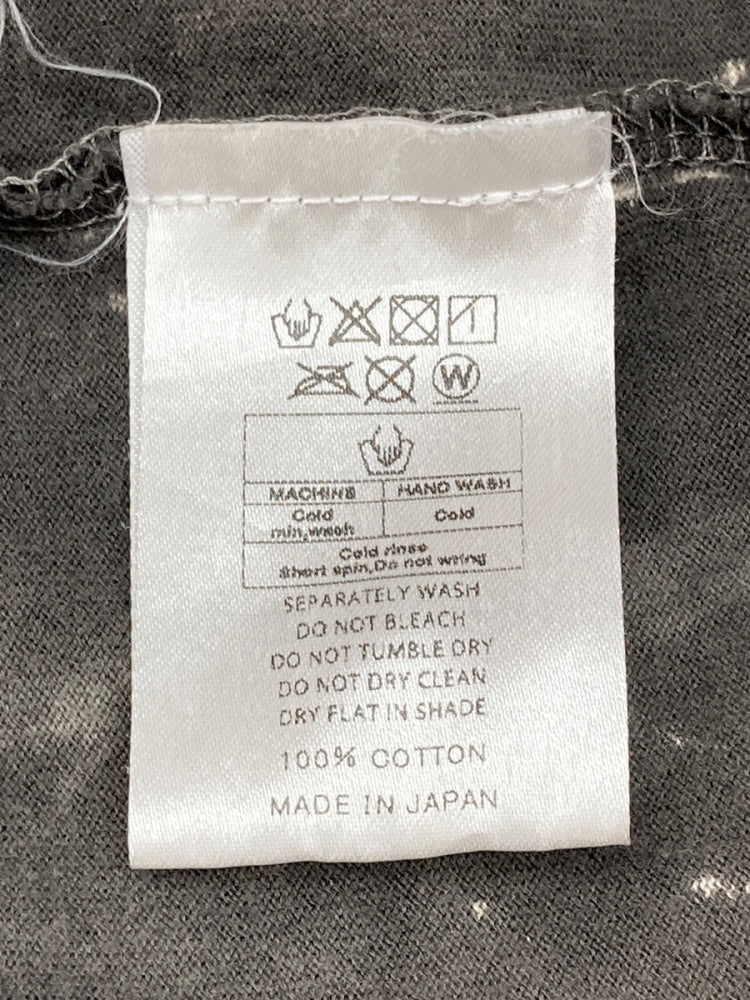 W
MACHINE HAND WASH
Cold
min,wash Cold
Cold rinse
Short spin,Do not wring
SEPARATELY WASH
DO NOT BLEACH
DO NOT TUMBLE DRY
DO NOT DRY CLEAN
DRY FLAT IN SHADE
100% COTTON
MADE IN JAPAN